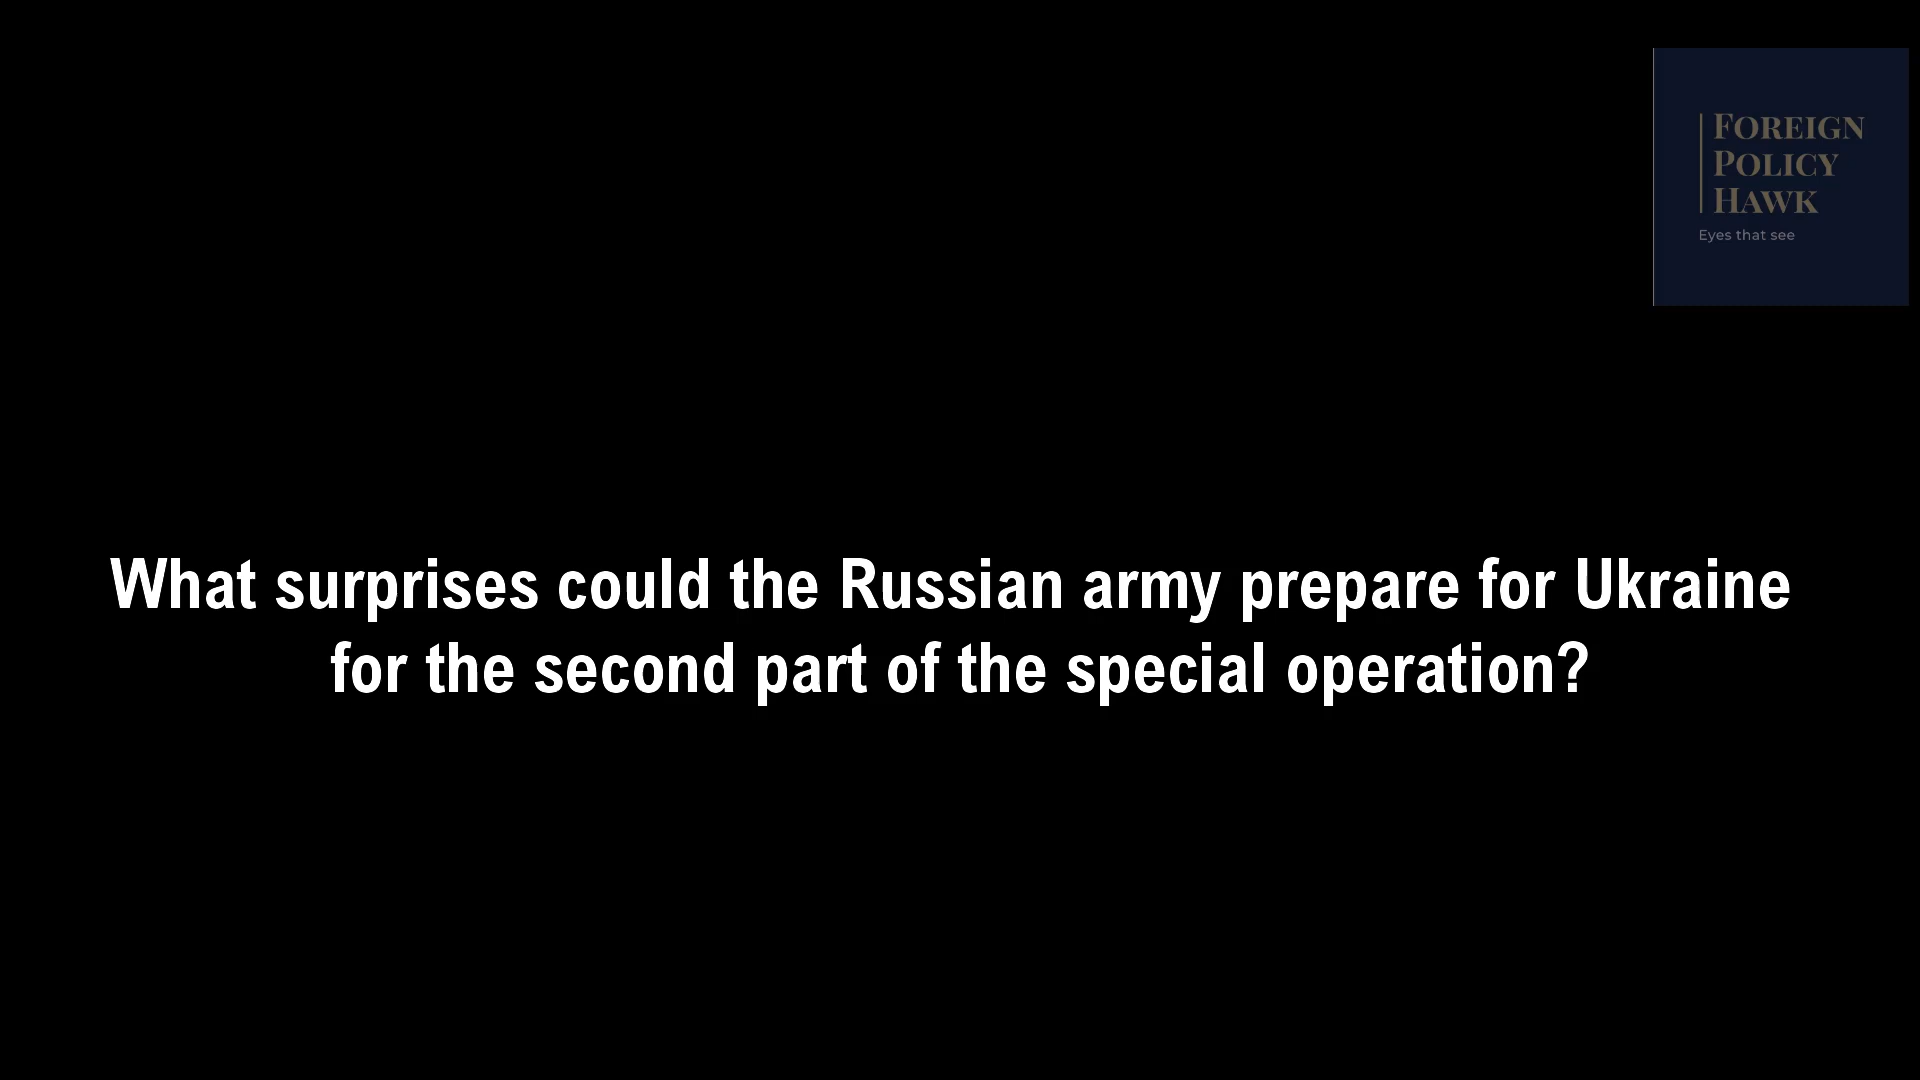 FOREIGN
POLICY
HAWK
Eyes that see
What surprises could the Russian army prepare for Ukraine
for the second part of the special operation?